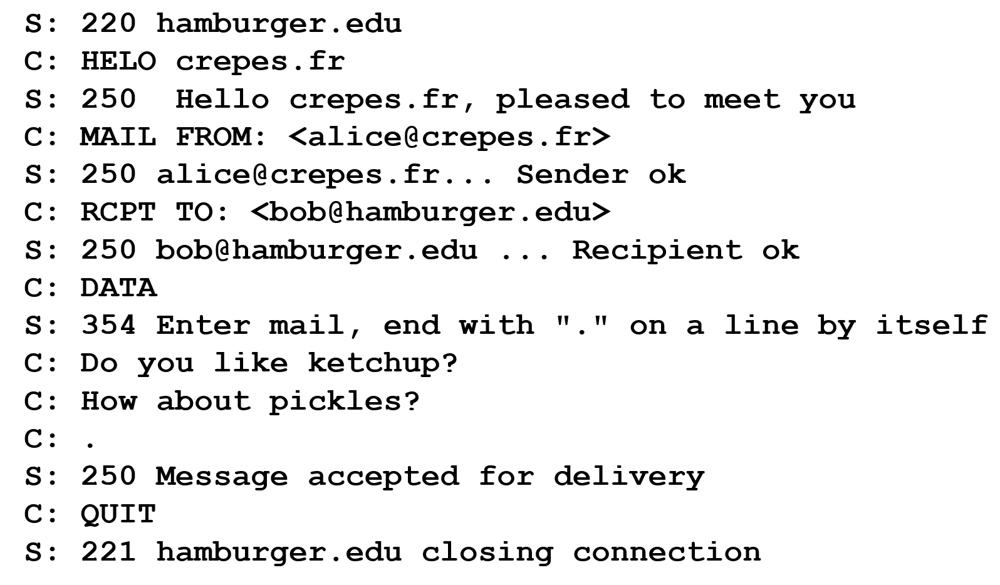 S: 220 hamburger.edu
C: HELO crepes.fr
S: 250  Hello crepes.fr, pleased to meet you
C: MAIL FROM: <alice@crepes.fr>
S: 250 alice@crepes.fr... Sender ok
C: RCPT TO: <bob@hamburger.edu>
S: 250 bob@hamburger.edu ... Recipient ok
C: DATA
S: 354 Enter mail, end with "." on a line by itself
C: Do you like ketchup?
C: How about pickles?
C: .
S: 250 Message accepted for delivery
C: QUIT
S: 221 hamburger.edu closing connection